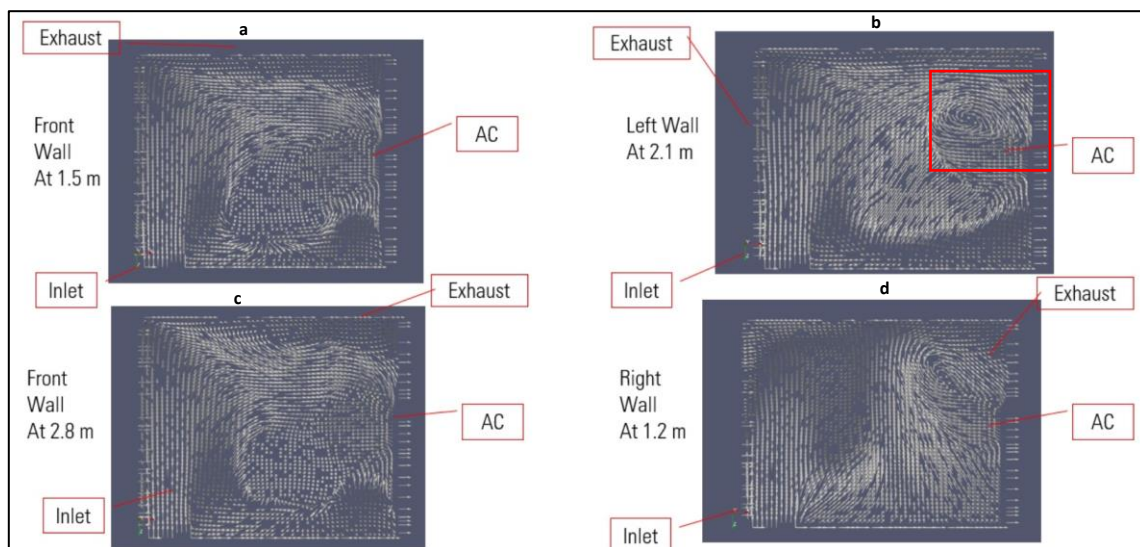 a
Exhaust
Front
Wall
At 1.5 m
AC
Inlet
b
Exhaust
Left Wall
At 2.1 m
AC
Inlet
c
Exhaust
Front
Wall
At 2.8 m
AC
Inlet
d
Exhaust
Right
Wall
At 1.2 m
AC
Inlet